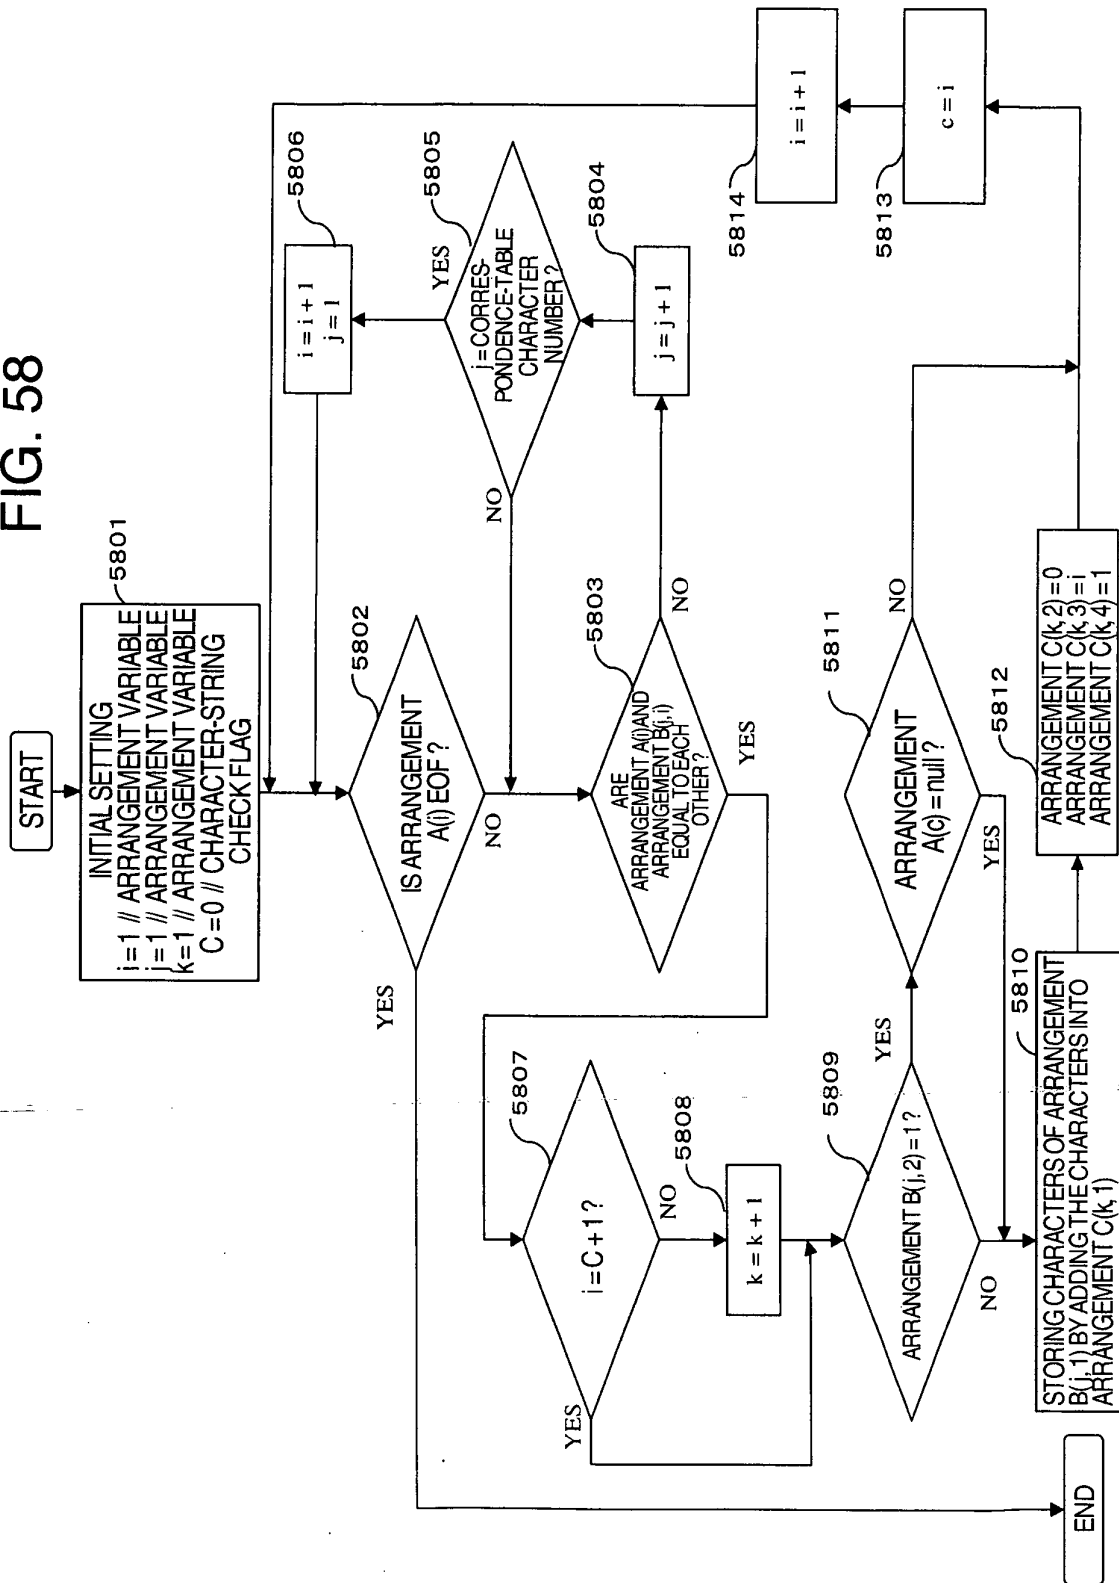 FIG. 58
START
INITIAL SETTING
i=1 // ARRANGEMENT VARIABLE
j=1 // ARRANGEMENT VARIABLE
k=1 // ARRANGEMENT VARIABLE
C=0 // CHARACTER-STRING
CHECK FLAG
5801
IS ARRANGEMENT
A(i) EOF ?
5802
YES
NO
ARE
ARRANGEMENT A(i) AND
ARRANGEMENT B(j, i)
EQUAL TO EACH
OTHER ?
5803
YES
NO
j = j + 1
5804
j=CORRES-
PONDENCE-TABLE
CHARACTER
NUMBER ?
5805
YES
NO
i = i + 1
j = 1
5806
i=C+1?
5807
YES
NO
k = k + 1
5808
ARRANGEMENT B(j, 2) = 1?
5809
YES
NO
STORING CHARACTERS OF ARRANGEMENT
B(j, 1) BY ADDING THE CHARACTERS INTO
ARRANGEMENT C(k, 1)
5810
ARRANGEMENT
A(c) = null ?
5811
NO
YES
ARRANGEMENT C(k, 2) = 0
ARRANGEMENT C(k, 3) = i
ARRANGEMENT C(k, 4) = 1
5812
c = i
5813
i = i + 1
5814
END